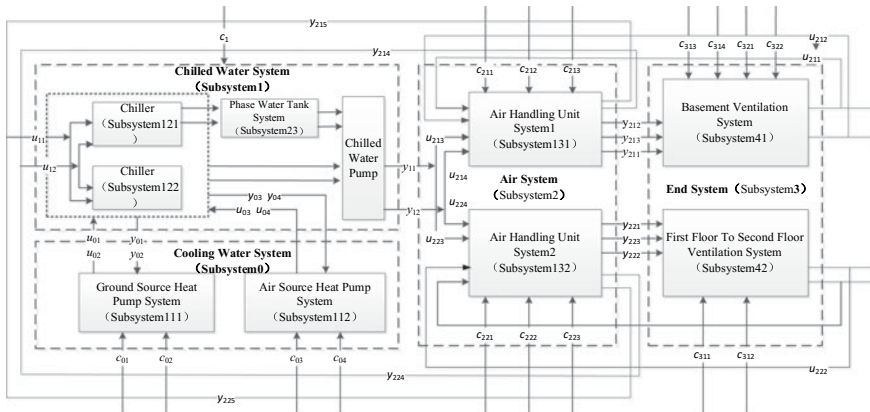 y215
c1
y214
u212
u211
c211
c212
c213
c313
c314
c321
c322
Chilled Water System
（Subsystem1）
Chiller
（Subsystem121
）
Phase Water Tank
System
（Subsystem23）
Chilled
Water
Pump
u11
u12
Chiller
（Subsystem122
）
y03 y04
u03 u04
y11
y12
u01
u02
y01
y02
Cooling Water System
（Subsystem0）
Ground Source Heat
Pump System
（Subsystem111）
Air Source Heat Pump
System
（Subsystem112）
c01
c02
c03
c04
Air Handling Unit
System1
（Subsystem131）
u213
u214
u224
u223
Air System
（Subsystem2）
Air Handling Unit
System2
（Subsystem132）
y212
y213
y211
y221
y223
y222
c221
c222
c223
Basement Ventilation
System
（Subsystem41）
End System（Subsystem3）
First Floor To Second Floor
Ventilation System
（Subsystem42）
c311
c312
u222
y224
y225